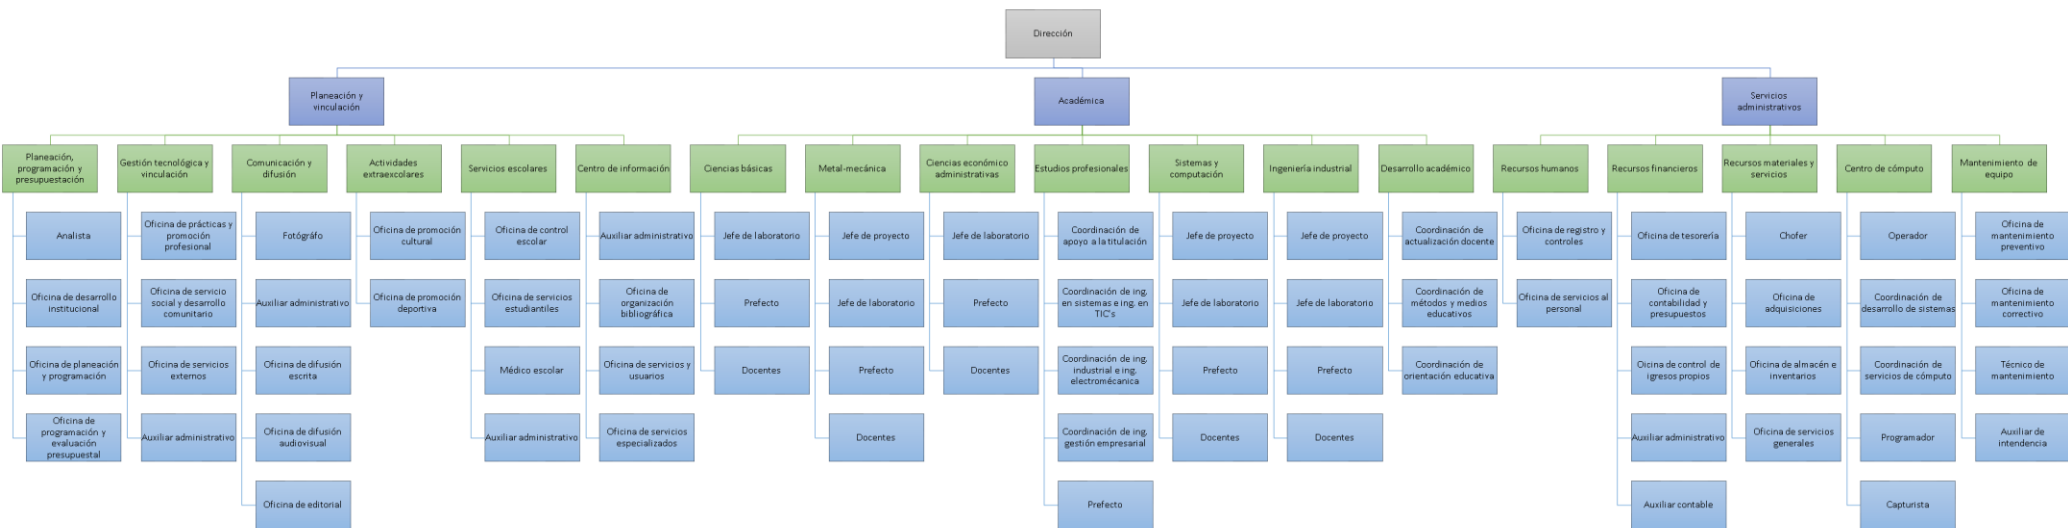 Dirección
Planeación y
vinculación
Académica
Servicios
administrativos
Planeación,
programación y
presupuestación
Gestión tecnológica y
vinculación
Comunicación y
difusión
Actividades
extraexcolares
Servicios escolares
Centro de información
Ciencias básicas
Metal-mecánica
Ciencias económico
administrativas
Estudios profesionales
Sistemas y
computación
Ingeniería industrial
Desarrollo académico
Recursos humanos
Recursos financieros
Recursos materiales y
servicios
Centro de cómputo
Mantenimiento de
equipo
Analista
Oficina de prácticas y
promoción
profesional
Fotógráfo
Oficina de promoción
cultural
Oficina de control
escolar
Auxiliar administrativo
Jefe de laboratorio
Jefe de proyecto
Jefe de laboratorio
Coordinación de
apoyo a la titulación
Jefe de proyecto
Jefe de proyecto
Coordinación de
actualización docente
Oficina de registro y
controles
Oficina de tesorería
Chofer
Operador
Oficina de
mantenimiento
preventivo
Oficina de desarrollo
institucional
Oficina de servicio
social y desarrollo
comunitario
Auxiliar administrativo
Oficina de promoción
deportiva
Oficina de servicios
estudiantiles
Oficina de
organización
bibliográfica
Prefecto
Jefe de laboratorio
Prefecto
Coordinación de ing.
en sistemas e ing. en
TIC's
Jefe de laboratorio
Jefe de laboratorio
Coordinación de
métodos y medios
educativos
Oficina de servicios al
personal
Oficina de
contabilidad y
presupuestos
Oficina de
adquisiciones
Coordinación de
desarrollo de sistemas
Oficina de
mantenimiento
correctivo
Oficina de planeación
y programación
Oficina de servicios
externos
Oficina de difusión
escrita
Médico escolar
Oficina de servicios y
usuarios
Docentes
Prefecto
Docentes
Coordinación de ing.
industrial e ing.
electromécanica
Prefecto
Prefecto
Coordinación de
orientación educativa
Oicina de control de
igresos propios
Oficina de almacén e
inventarios
Coordinación de
servicios de cómputo
Técnico de
mantenimiento
Oficina de
programación y
evaluación
presupuestal
Auxiliar administrativo
Oficina de difusión
audiovisual
Auxiliar administrativo
Oficina de servicios
especializados
Docentes
Coordinación de ing.
gestión empresarial
Docentes
Docentes
Auxiliar administrativo
Oficina de servicios
generales
Programador
Auxiliar de
intendencia
Oficina de editorial
Prefecto
Auxiliar contable
Capturista